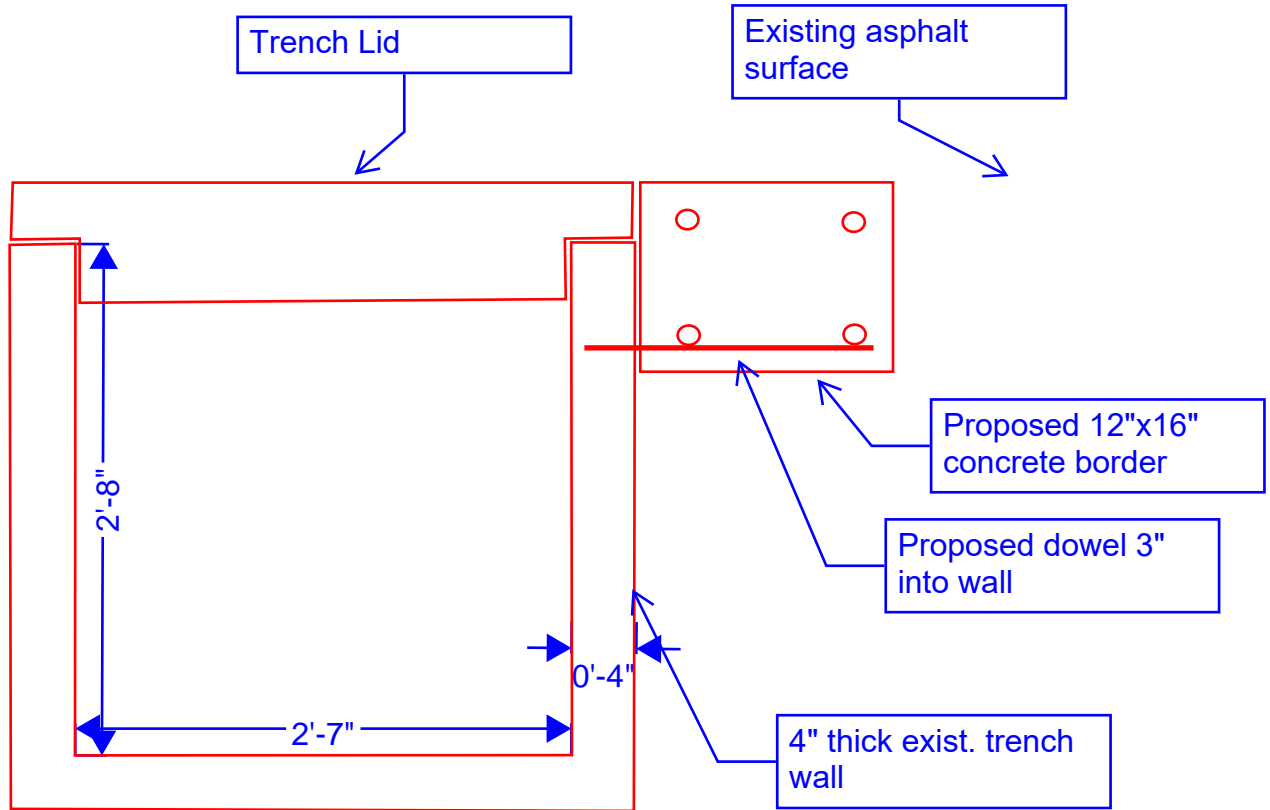 Trench Lid
Existing asphalt
surface
2'-8"
Proposed 12"x16"
concrete border
Proposed dowel 3"
into wall
0'-4"
2'-7"
4" thick exist. trench
wall